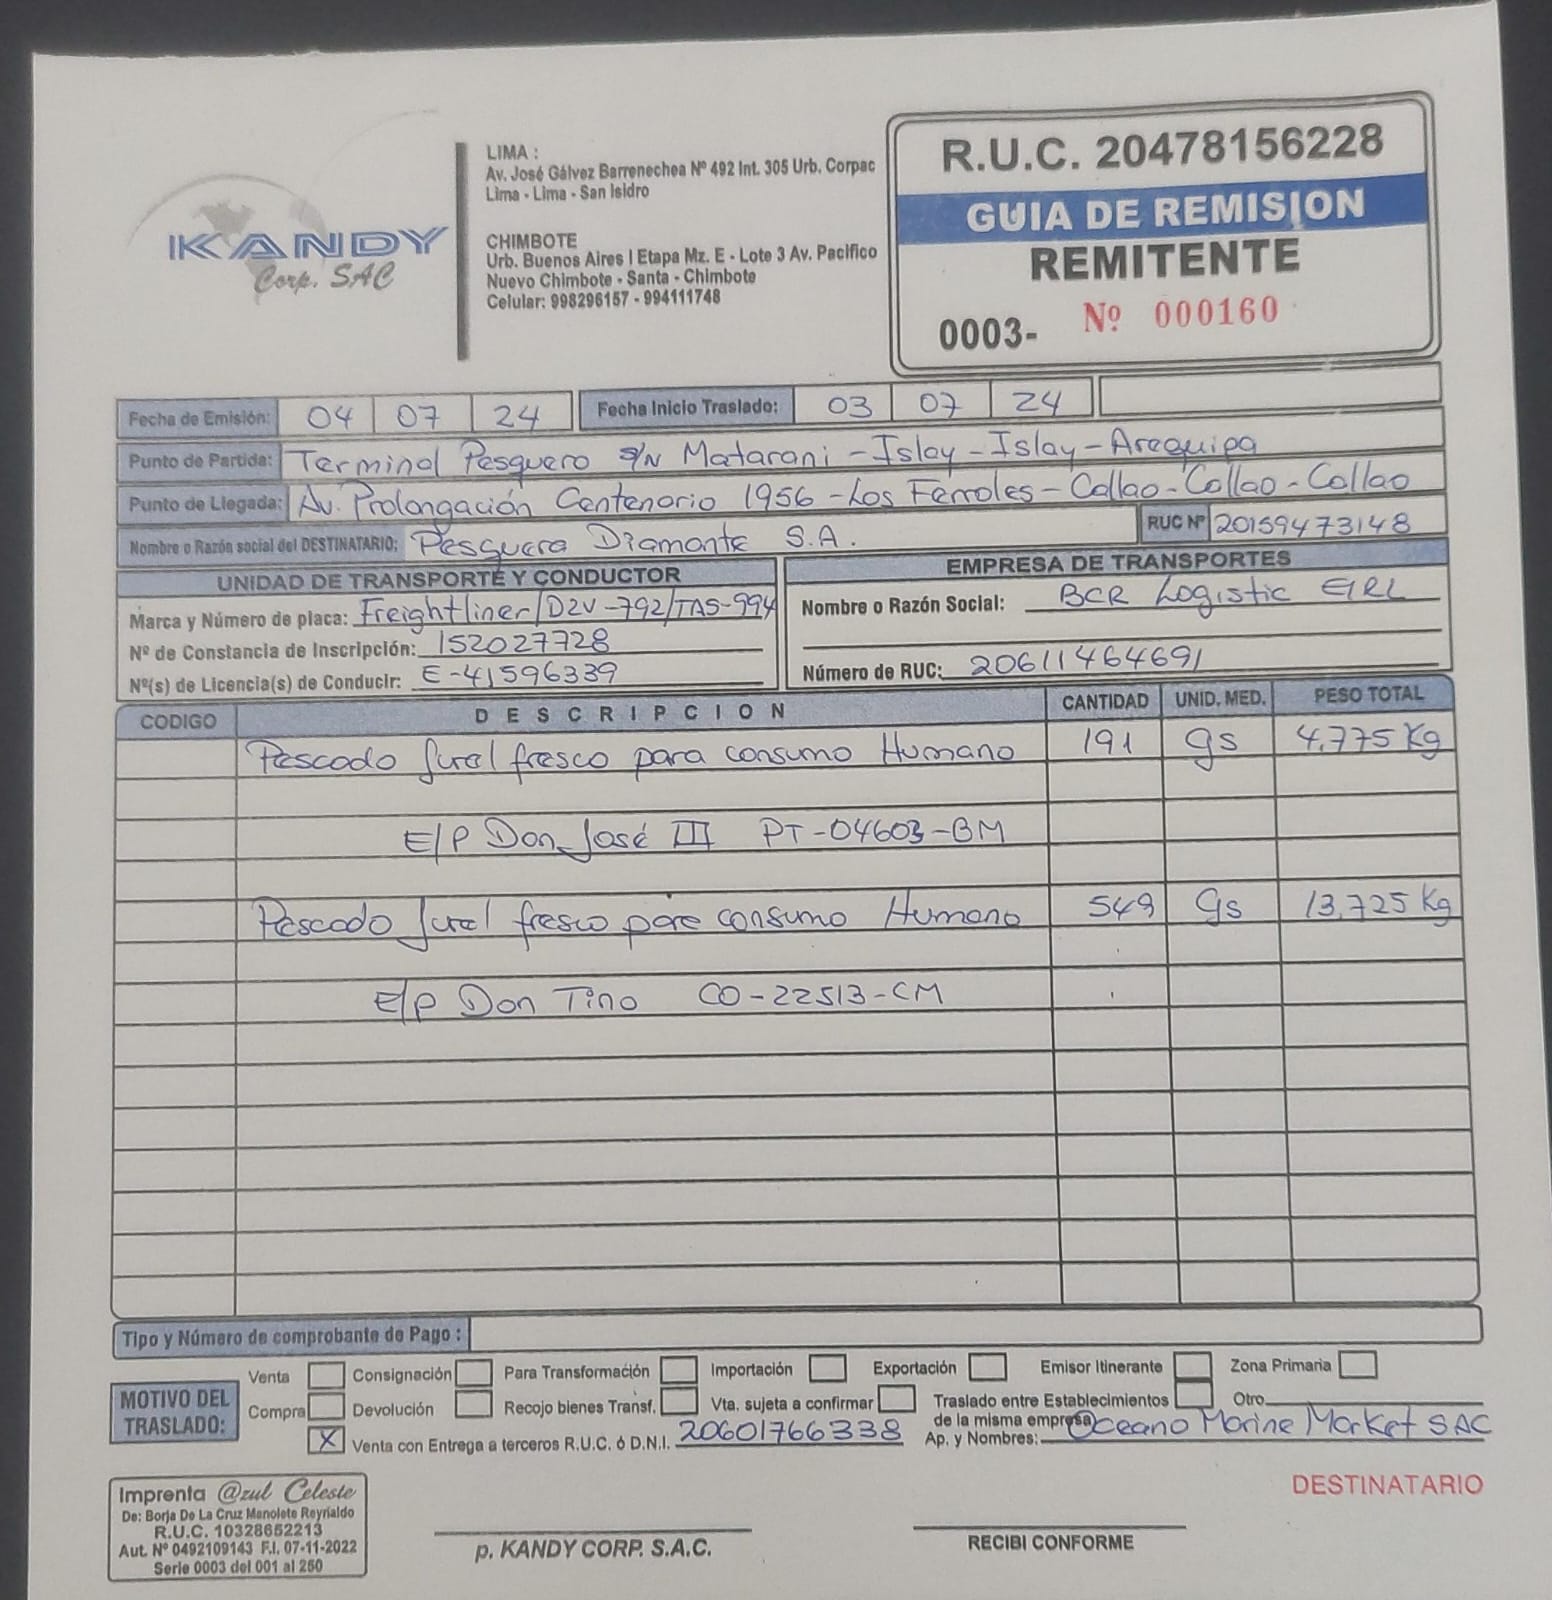 KANDY
Corp. SAC
LIMA :
Av. José Gálvez Barrenechea Nº 492 Int. 305 Urb. Corpac
Lima - Lima - San Isidro
CHIMBOTE
Urb. Buenos Aires I Etapa Mz. E - Lote 3 Av. Pacifico
Nuevo Chimbote - Santa - Chimbote
Celular: 998296157 - 994111748
R.U.C. 20478156228
GUIA DE REMISION
REMITENTE
0003- Nº 000160
Fecha de Emisión: 04 07 24 Fecha Inicio Traslado: 03 07 24
Punto de Partida: Terminal Pesquero S/N Matarani - Islay - Islay - Arequipa
Punto de Llegada: Av. Prolongación Centenario 1956 - Los Ferroles - Callao - Callao - Callao
Nombre o Razón social del DESTINATARIO: Pesquera Diamante S.A. RUC Nº 20159473148
UNIDAD DE TRANSPORTE Y CONDUCTOR
Marca y Número de placa: Freightliner/D2V-792/TAS-994
Nº de Constancia de Inscripción: 152027728
Nº(s) de Licencia(s) de Conducir: E-41596339
EMPRESA DE TRANSPORTES
Nombre o Razón Social: BCR Logistic EIRL
Número de RUC: 20611464691
CODIGO DESCRIPCION CANTIDAD UNID. MED. PESO TOTAL
Pescado Jurel fresco para consumo Humano 191 gs 4,775 Kg
E/P Don José III PT-04603-BM
Pescado Jurel fresco para consumo Humano 549 gs 13,725 Kg
E/P Don Tino CO-22513-CM
Tipo y Número de comprobante de Pago :
MOTIVO DEL TRASLADO:
Venta Consignación Para Transformación Importación Exportación Emisor Itinerante Zona Primaria
Compra Devolución Recojo bienes Transf. Vta. sujeta a confirmar Traslado entre Establecimientos de la misma empresa Otro
X Venta con Entrega a terceros R.U.C. ó D.N.I. 20601766338 Ap. y Nombres: Oceano Marine Market SAC
DESTINATARIO
Imprenta @zul Celeste
De: Borja De La Cruz Manolete Reynaldo
R.U.C. 10328652213
Aut. Nº 0492109143 F.I. 07-11-2022
Serie 0003 del 001 al 250
p. KANDY CORP. S.A.C.
RECIBI CONFORME